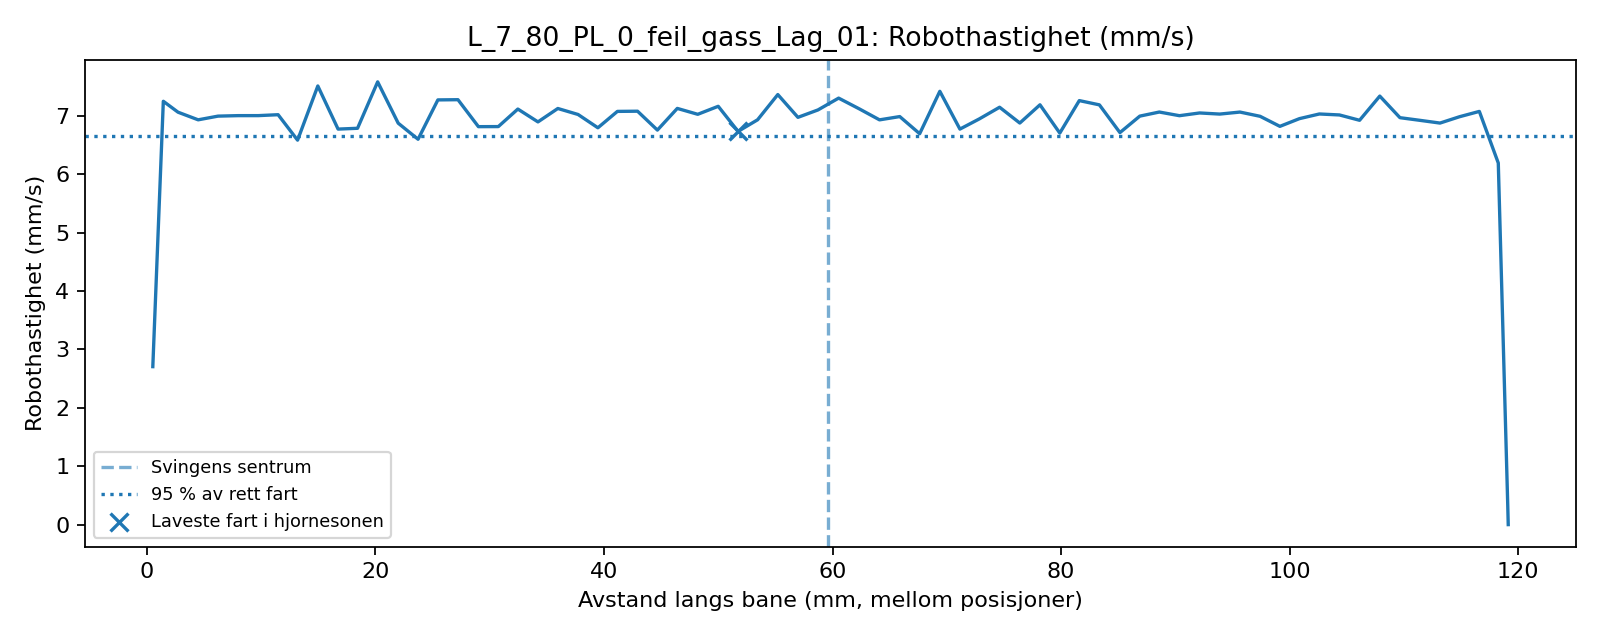 L_7_80_PL_0_feil_gass_Lag_01: Robothastighet (mm/s)
Robothastighet (mm/s)
7
6
5
4
3
2
1
0
Svingens sentrum
95 % av rett fart
Laveste fart i hjornesonen
0 20 40 60 80 100 120
Avstand langs bane (mm, mellom posisjoner)